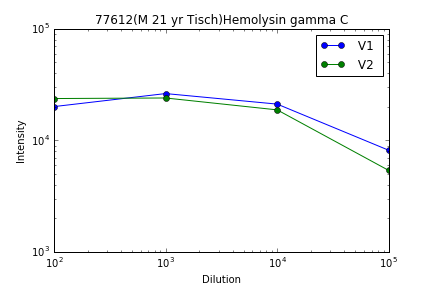 77612(M 21 yr Tisch)Hemolysin gamma C
10^5
V1
V2
10^4
Intensity
10^3
10^2 10^3 10^4 10^5
Dilution